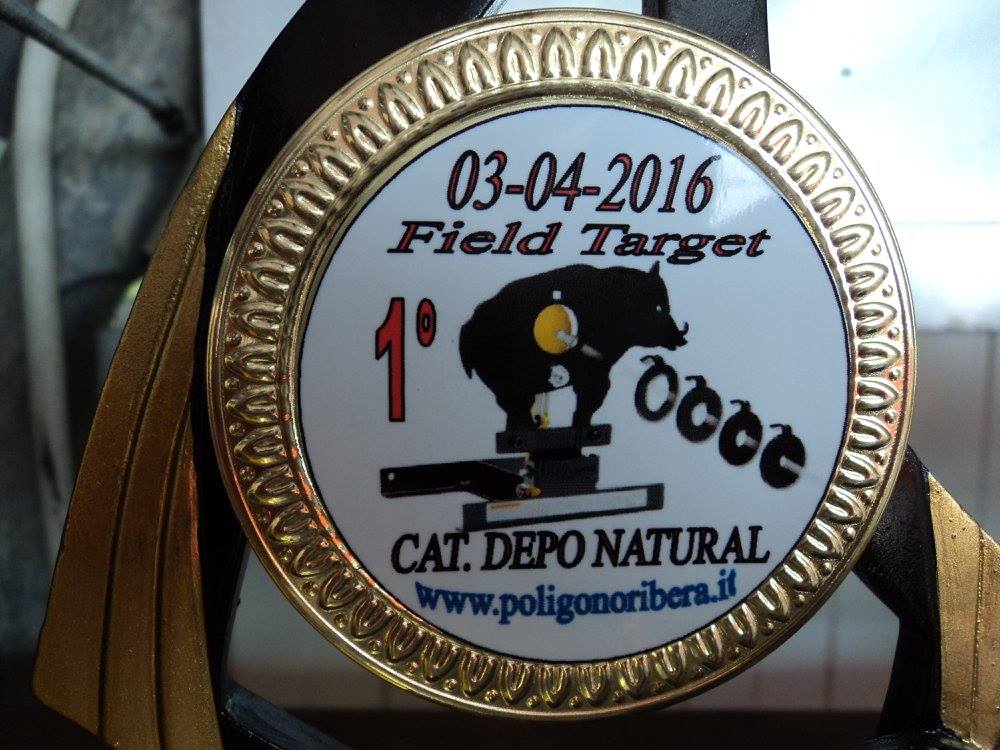 03-04-2016
Field Target
1°
CAT. DEPO NATURAL
www.poligonoribera.it